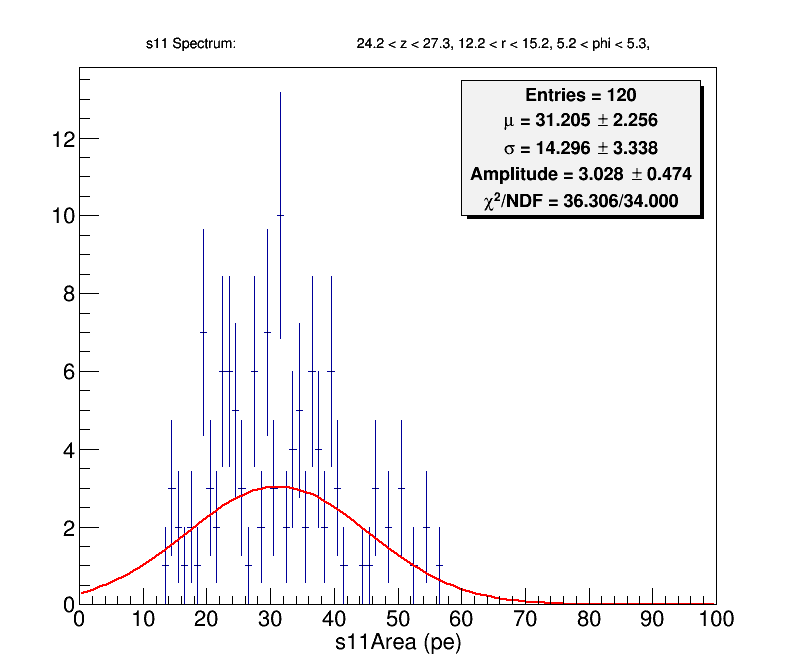 s11 Spectrum: 24.2 < z < 27.3, 12.2 < r < 15.2, 5.2 < phi < 5.3,
Entries = 120
μ = 31.205 ± 2.256
σ = 14.296 ± 3.338
Amplitude = 3.028 ± 0.474
χ²/NDF = 36.306/34.000
12
10
8
6
4
2
0
0 10 20 30 40 50 60 70 80 90 100
s11Area (pe)